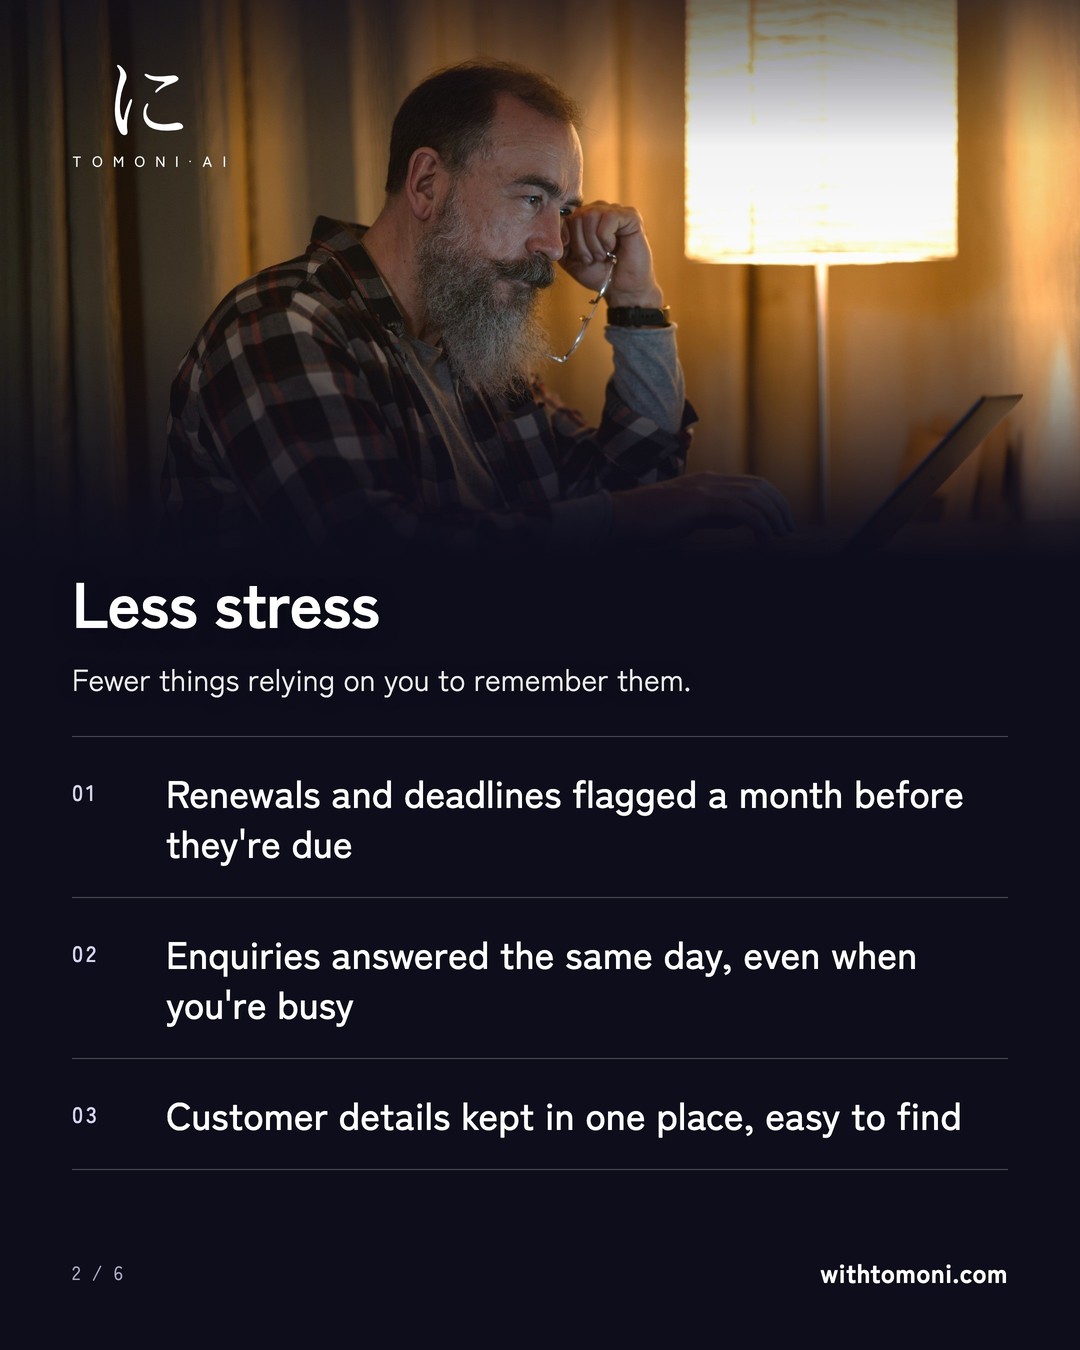 に
TOMONI·AI
Less stress
Fewer things relying on you to remember them.
01
Renewals and deadlines flagged a month before
they're due
02
Enquiries answered the same day, even when
you're busy
03
Customer details kept in one place, easy to find
2 / 6
withtomoni.com